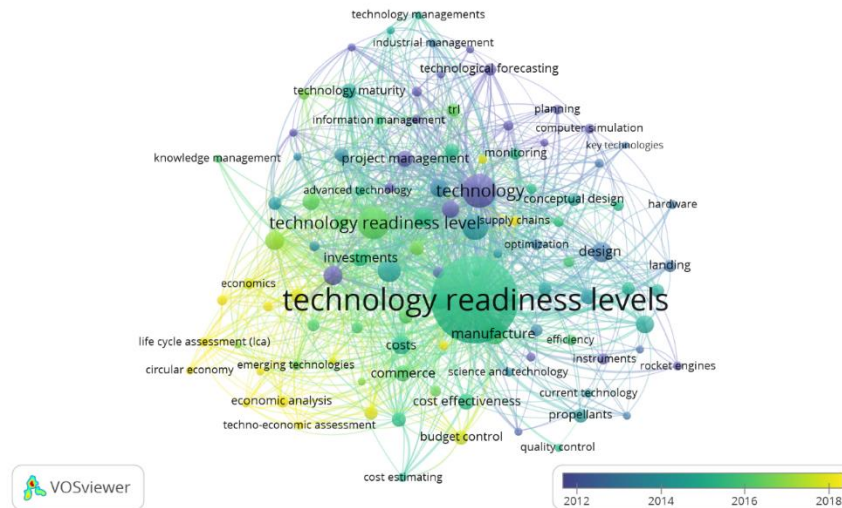 technology managements
industrial management
technological forecasting
technology maturity
trl
planning
information management
computer simulation
key technologies
knowledge management
project management
monitoring
advanced technology
technology
conceptual design
hardware
technology readiness level
supply chains
optimization
design
investments
landing
economics
technology readiness levels
manufacture
life cycle assessment (lca)
costs
efficiency
circular economy
emerging technologies
commerce
science and technology
instruments
rocket engines
economic analysis
cost effectiveness
current technology
techno-economic assessment
propellants
budget control
quality control
cost estimating
VOSviewer
2012 2014 2016 2018